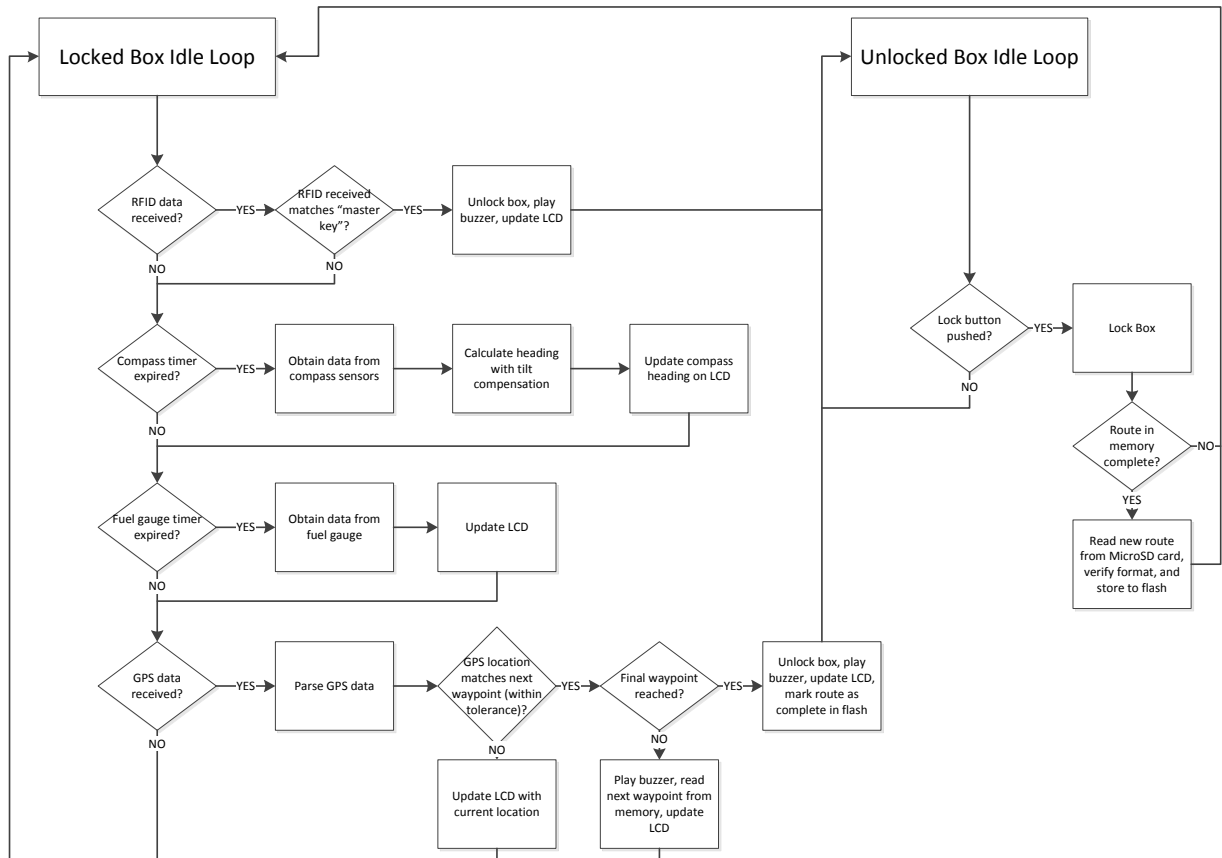 Locked Box Idle Loop
Unlocked Box Idle Loop
RFID data
received?
YES
RFID received
matches “master
key”?
YES
Unlock box, play
buzzer, update LCD
NO
NO
Lock button
pushed?
YES
Lock Box
NO
Compass timer
expired?
YES
Obtain data from
compass sensors
Calculate heading
with tilt
compensation
Update compass
heading on LCD
NO
Route in
memory
complete?
NO
YES
Read new route
from MicroSD card,
verify format, and
store to flash
Fuel gauge timer
expired?
YES
Obtain data from
fuel gauge
Update LCD
NO
GPS data
received?
YES
Parse GPS data
GPS location
matches next
waypoint (within
tolerance)?
YES
Final waypoint
reached?
YES
Unlock box, play
buzzer, update LCD,
mark route as
complete in flash
NO
NO
NO
Update LCD with
current location
Play buzzer, read
next waypoint from
memory, update
LCD